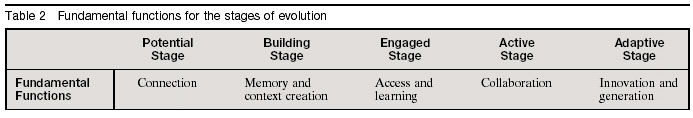 Table 2 Fundamental functions for the stages of evolution
Potential Stage Building Stage Engaged Stage Active Stage Adaptive Stage
Fundamental Functions Connection Memory and context creation Access and learning Collaboration Innovation and generation